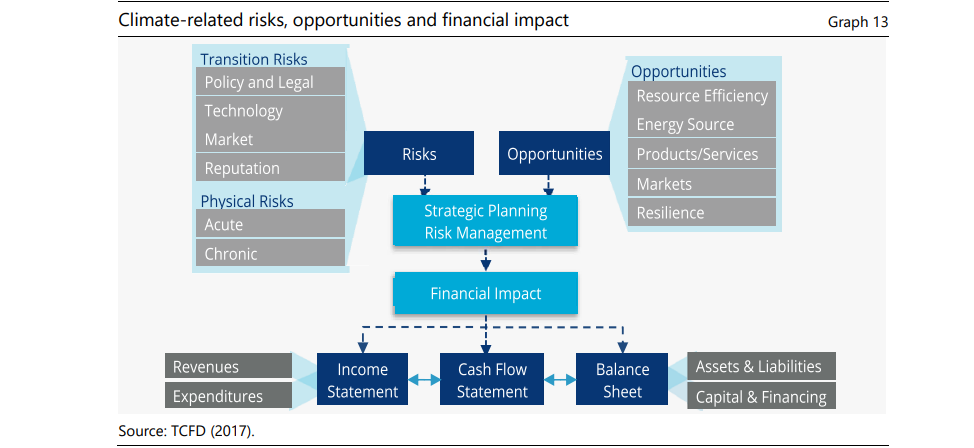 Climate-related risks, opportunities and financial impact
Graph 13
Transition Risks
Policy and Legal
Technology
Market
Reputation
Physical Risks
Acute
Chronic
Risks
Opportunities
Opportunities
Resource Efficiency
Energy Source
Products/Services
Markets
Resilience
Strategic Planning
Risk Management
Financial Impact
Revenues
Expenditures
Income
Statement
Cash Flow
Statement
Balance
Sheet
Assets & Liabilities
Capital & Financing
Source: TCFD (2017).